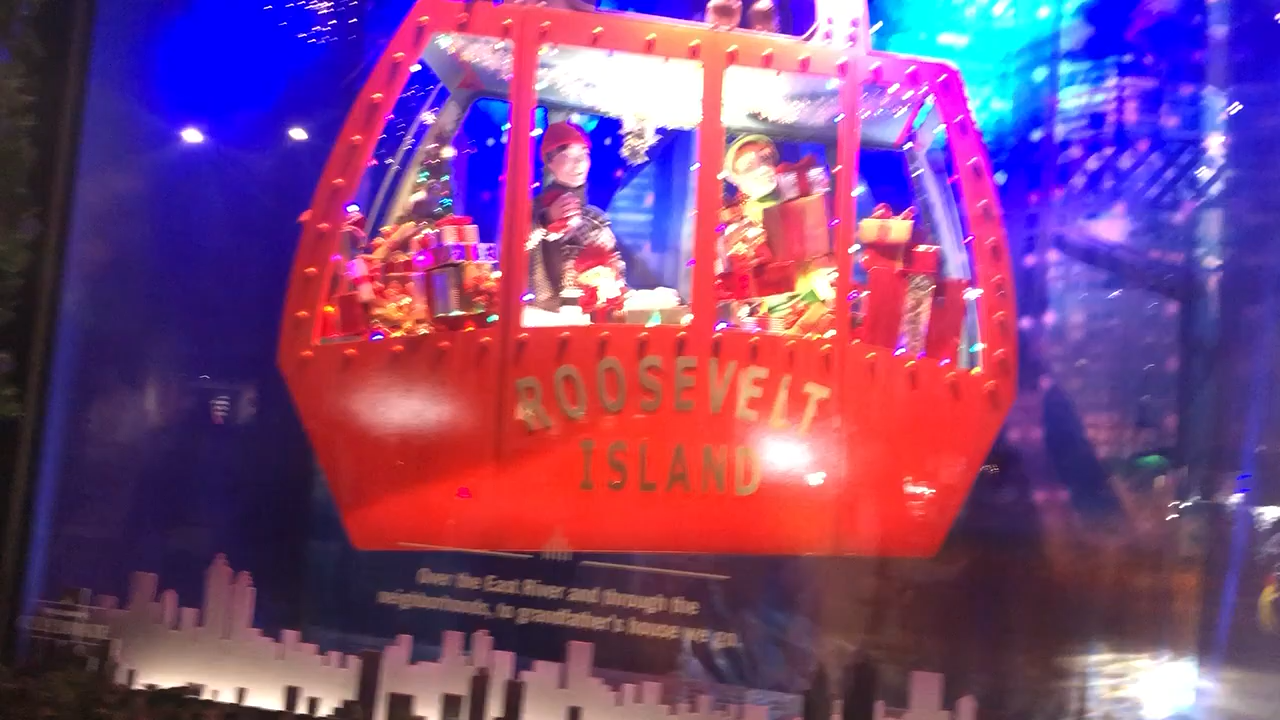 ROOSEVELT
ISLAND
Over the East River and through the
neighborhoods, to grandfather's house we go.